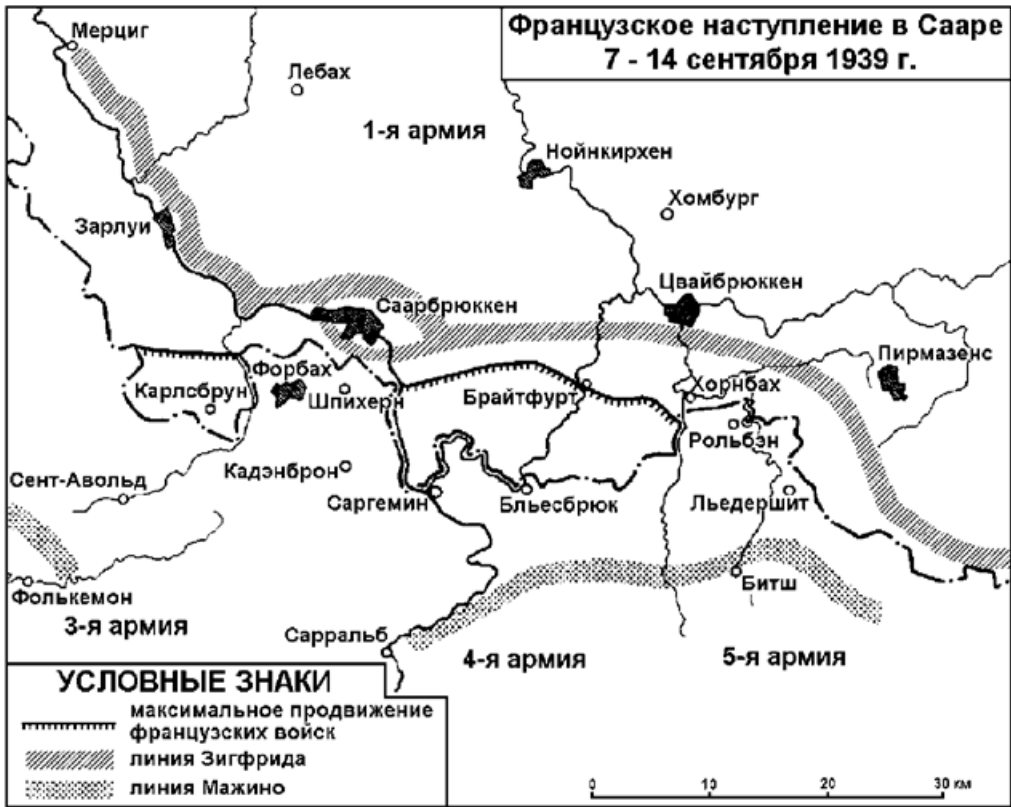 Французское наступление в Сааре
7 - 14 сентября 1939 г.
Мерциг
Лебах
1-я армия
Нойнкирхен
Хомбург
Зарлуи
Цвайбрюккен
Саарбрюккен
Пирмазенс
Форбах
Карлсбрун
Шпихерн
Брайтфурт
Хорнбах
Рольбэн
Кадэнброн
Сент-Авольд
Саргемин
Бльесбрюк
Льедершит
Битш
Фолькемон
3-я армия
Сарральб
4-я армия
5-я армия
УСЛОВНЫЕ ЗНАКИ
максимальное продвижение
французских войск
линия Зигфрида
линия Мажино
0 10 20 30 км